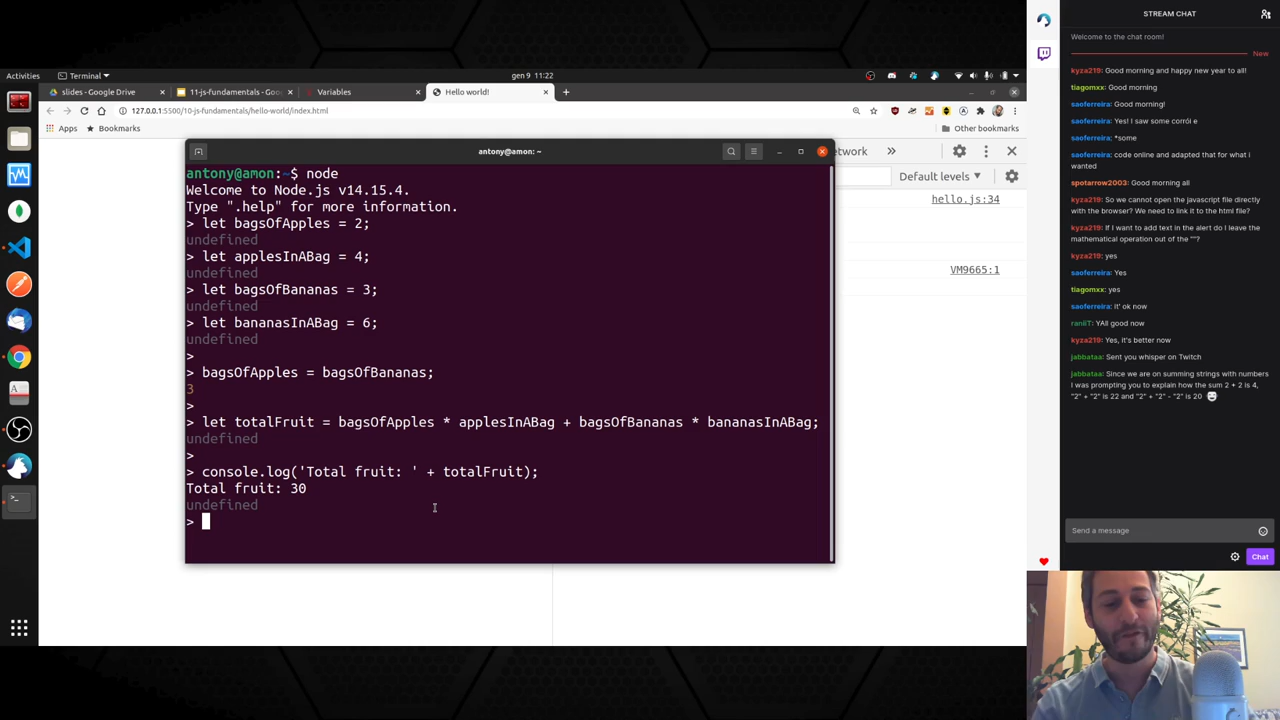 Activities
Terminal
gen 9 11:22
slides - Google Drive
11-js-fundamentals - Goo
Variables
Hello world!
127.0.0.1:5500/10-js-fundamentals/hello-world/index.html
Apps
Bookmarks
Other bookmarks
antony@amon: ~
etwork
Default levels
hello.js:34
VM9665:1
antony@amon:~$ node
Welcome to Node.js v14.15.4.
Type ".help" for more information.
> let bagsOfApples = 2;
undefined
> let applesInABag = 4;
undefined
> let bagsOfBananas = 3;
undefined
> let bananasInABag = 6;
undefined
>
> bagsOfApples = bagsOfBananas;
3
>
> let totalFruit = bagsOfApples * applesInABag + bagsOfBananas * bananasInABag;
undefined
>
> console.log('Total fruit: ' + totalFruit);
Total fruit: 30
undefined
>
STREAM CHAT
Welcome to the chat room!
New
kyza219: Good morning and happy new year to all!
tiagomxx: Good morning
saoferreira: Good morning!
saoferreira: Yes! I saw some corrói e
saoferreira: *some
saoferreira: code online and adapted that for what i
wanted
spotarrow2003: Good morning all
kyza219: So we cannot open the javascript file directly
with the browser? We need to link it to the html file?
kyza219: If I want to add text in the alert do I leave the
mathematical operation out of the ""?
kyza219: yes
saoferreira: Yes
tiagomxx: yes
saoferreira: it' ok now
raniiT: YAll good now
kyza219: Yes, it's better now
jabbataa: Sent you whisper on Twitch
jabbataa: Since we are on summing strings with numbers
I was prompting you to explain how the sum 2 + 2 is 4,
"2" + "2" is 22 and "2" + "2" - "2" is 20
Send a message
Chat